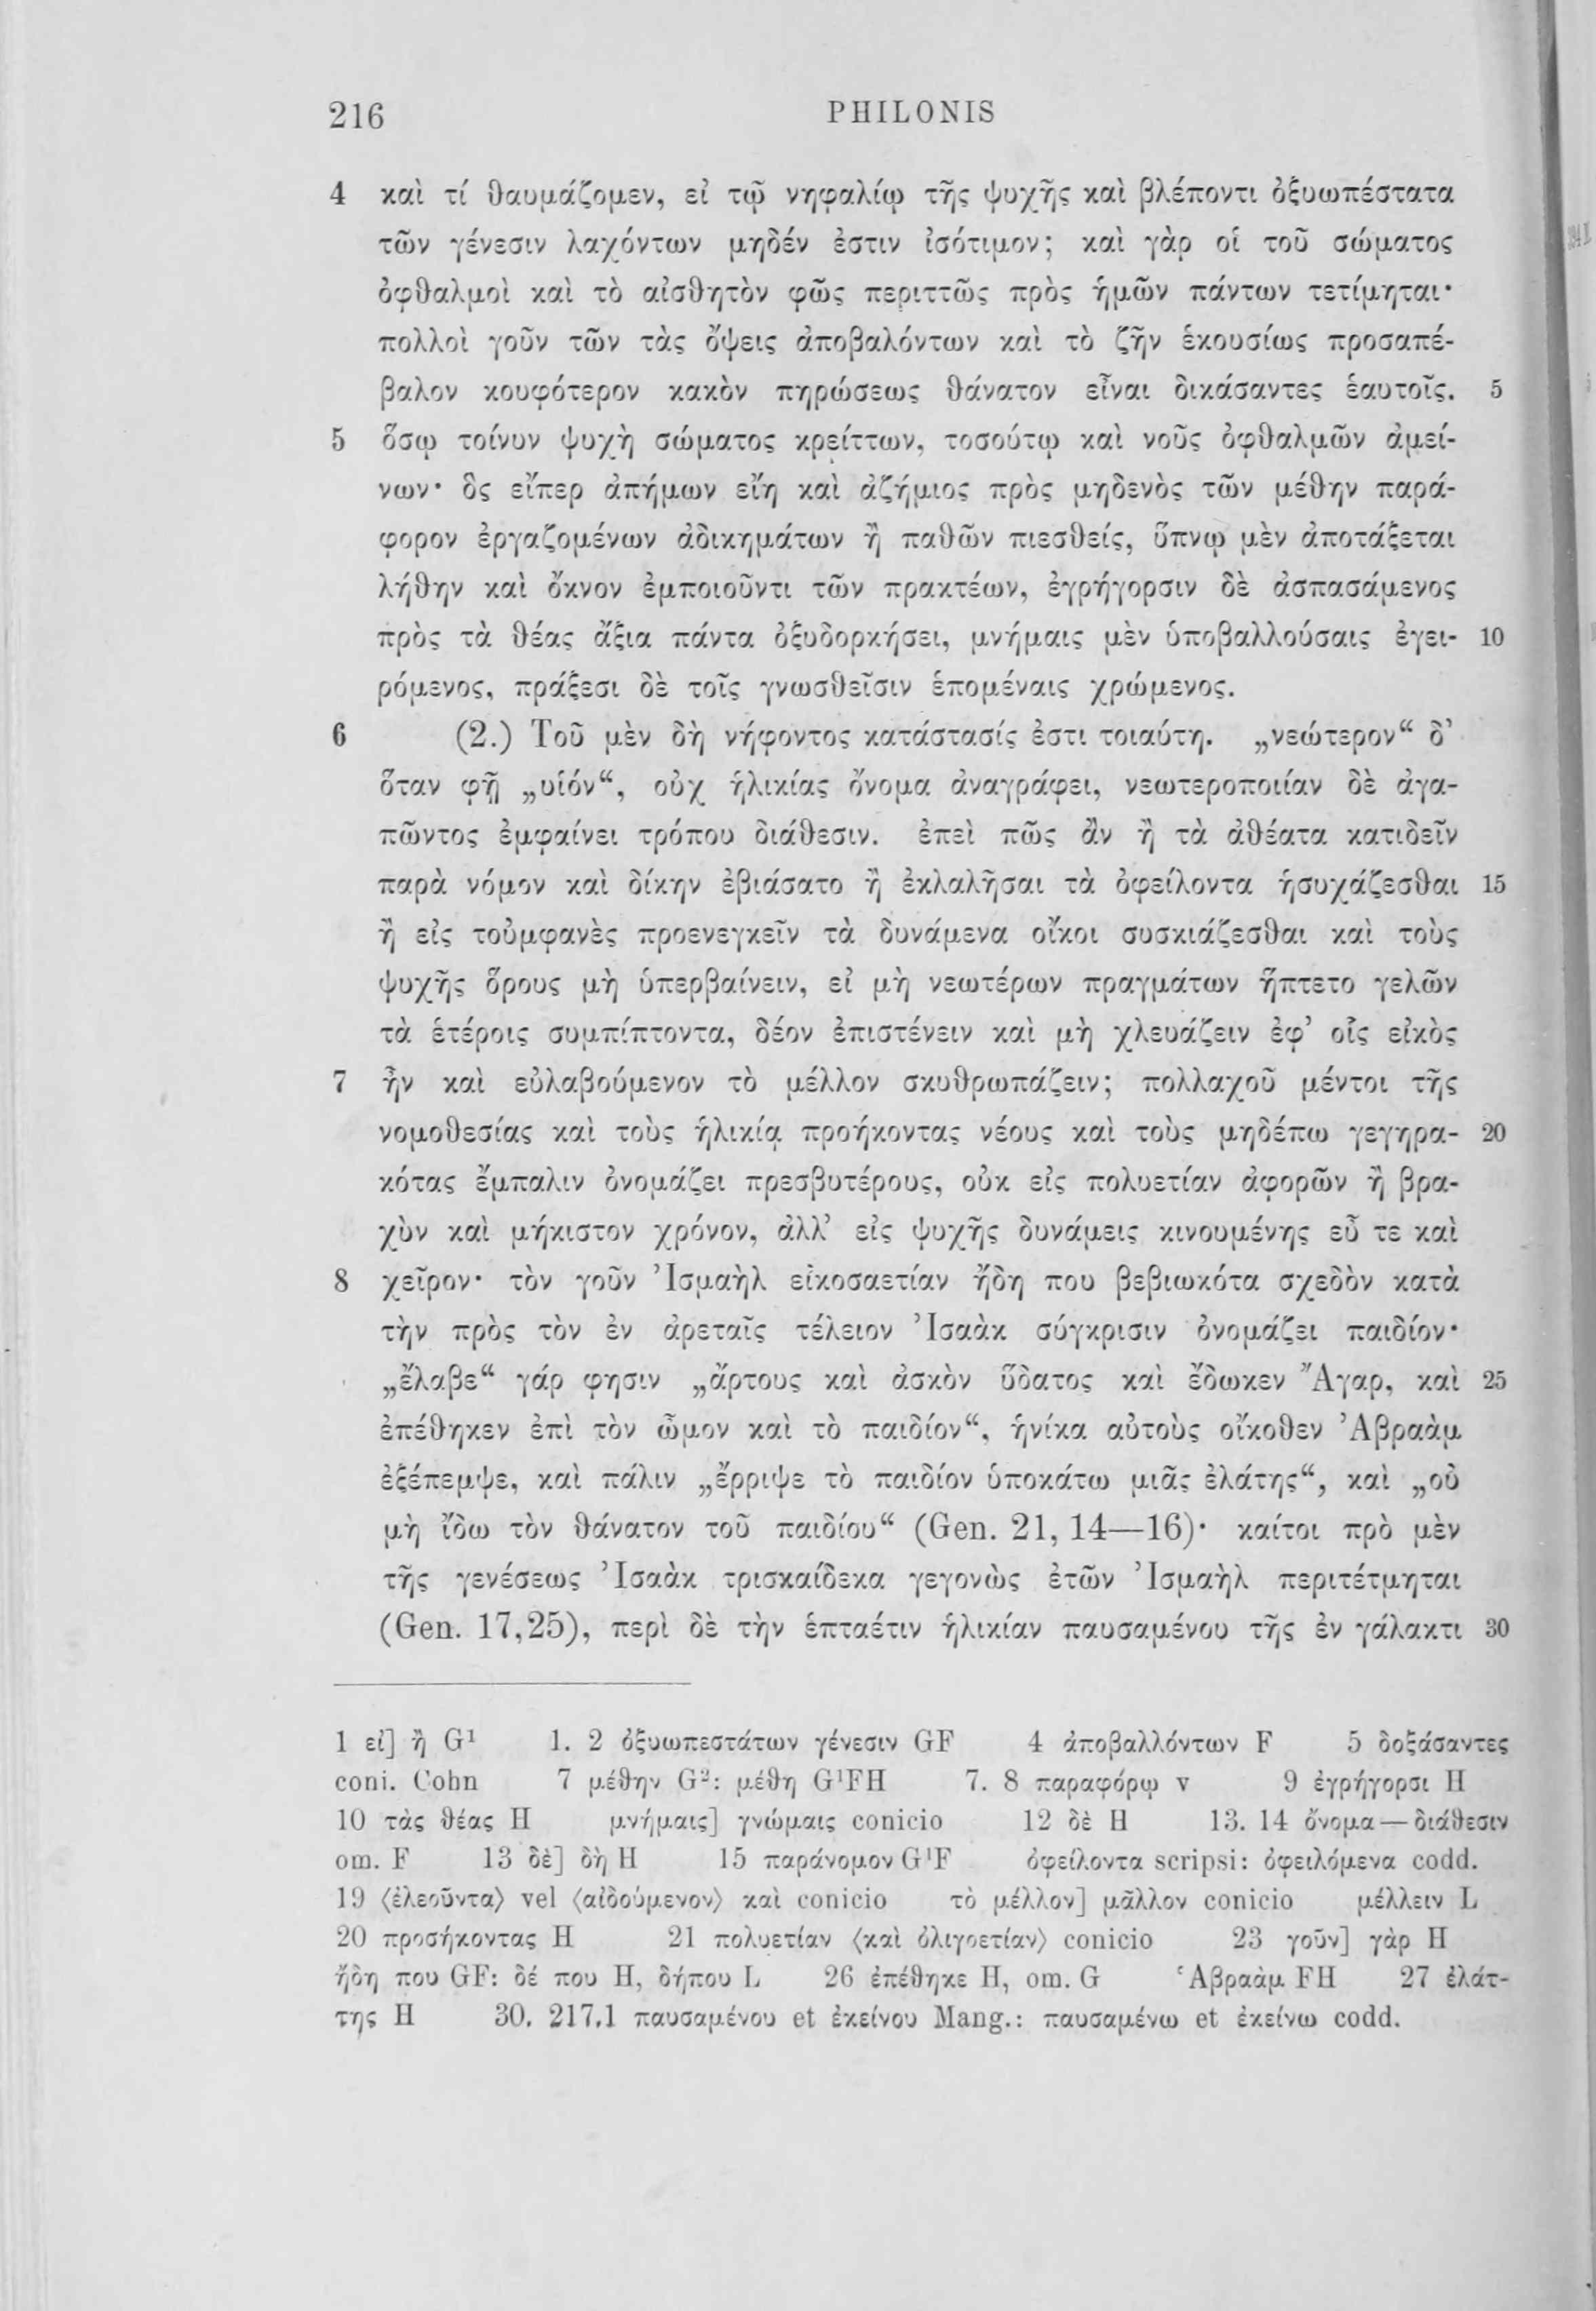 216 PHILONIS
4 καὶ τί θαυμάζομεν, εἰ τῷ νηφαλίῳ τῆς ψυχῆς καὶ βλέποντι ὀξυωπέστατα
τῶν γένεσιν λαχόντων μηδέν ἐστιν ἰσότιμον; καὶ γὰρ οἱ τοῦ σώματος
ὀφθαλμοὶ καὶ τὸ αἰσθητὸν φῶς περιττῶς πρὸς ἡμῶν πάντων τετίμηται·
πολλοὶ γοῦν τῶν τὰς ὄψεις ἀποβαλόντων καὶ τὸ ζῆν ἑκουσίως προσαπέ-
βαλον κουφότερον κακὸν πηρώσεως θάνατον εἶναι δικάσαντες ἑαυτοῖς. 5
5 ὅσῳ τοίνυν ψυχὴ σώματος κρείττων, τοσούτῳ καὶ νοῦς ὀφθαλμῶν ἀμεί-
νων· ὃς εἴπερ ἀπήμων εἴη καὶ ἀζήμιος πρὸς μηδενὸς τῶν μέθην παρά-
φορον ἐργαζομένων ἀδικημάτων ἢ παθῶν πιεσθείς, ὕπνῳ μὲν ἀποτάξεται
λήθην καὶ ὄκνον ἐμποιοῦντι τῶν πρακτέων, ἐγρήγορσιν δὲ ἀσπασάμενος
πρὸς τὰ θέας ἄξια πάντα ὀξυδορκήσει, μνήμαις μὲν ὑποβαλλούσαις ἐγει- 10
ρόμενος, πράξεσι δὲ τοῖς γνωσθεῖσιν ἑπομέναις χρώμενος.
6 (2.) Τοῦ μὲν δὴ νήφοντος κατάστασίς ἐστι τοιαύτη. „νεώτερον“ δ’
ὅταν φῇ „υἱόν“, οὐχ ἡλικίας ὄνομα ἀναγράφει, νεωτεροποιίαν δὲ ἀγα-
πῶντος ἐμφαίνει τρόπου διάθεσιν. ἐπεὶ πῶς ἂν ἢ τὰ ἀθέατα κατιδεῖν
παρὰ νόμον καὶ δίκην ἐβιάσατο ἢ ἐκλαλῆσαι τὰ ὀφείλοντα ἡσυχάζεσθαι 15
ἢ εἰς τοὐμφανὲς προενεγκεῖν τὰ δυνάμενα οἴκοι συσκιάζεσθαι καὶ τοὺς
ψυχῆς ὅρους μὴ ὑπερβαίνειν, εἰ μὴ νεωτέρων πραγμάτων ἥπτετο γελῶν
τὰ ἑτέροις συμπίπτοντα, δέον ἐπιστένειν καὶ μὴ χλευάζειν ἐφ’ οἷς εἰκὸς
7 ἦν καὶ εὐλαβούμενον τὸ μέλλον σκυθρωπάζειν; πολλαχοῦ μέντοι τῆς
νομοθεσίας καὶ τοὺς ἡλικίᾳ προήκοντας νέους καὶ τοὺς μηδέπω γεγηρα- 20
κότας ἔμπαλιν ὀνομάζει πρεσβυτέρους, οὐκ εἰς πολυετίαν ἀφορῶν ἢ βρα-
χὺν καὶ μήκιστον χρόνον, ἀλλ’ εἰς ψυχῆς δυνάμεις κινουμένης εὖ τε καὶ
8 χεῖρον· τὸν γοῦν Ἰσμαὴλ εἰκοσαετίαν ἤδη που βεβιωκότα σχεδὸν κατὰ
τὴν πρὸς τὸν ἐν ἀρεταῖς τέλειον Ἰσαὰκ σύγκρισιν ὀνομάζει παιδίον·
„ἔλαβε“ γάρ φησιν „ἄρτους καὶ ἀσκὸν ὕδατος καὶ ἔδωκεν Ἄγαρ, καὶ 25
ἐπέθηκεν ἐπὶ τὸν ὦμον καὶ τὸ παιδίον“, ἡνίκα αὐτοὺς οἴκοθεν Ἀβραὰμ
ἐξέπεμψε, καὶ πάλιν „ἔρριψε τὸ παιδίον ὑποκάτω μιᾶς ἐλάτης“, καὶ „οὐ
μὴ ἴδω τὸν θάνατον τοῦ παιδίου“ (Gen. 21, 14—16)· καίτοι πρὸ μὲν
τῆς γενέσεως Ἰσαὰκ τρισκαίδεκα γεγονὼς ἐτῶν Ἰσμαὴλ περιτέτμηται
(Gen. 17,25), περὶ δὲ τὴν ἑπταέτιν ἡλικίαν παυσαμένου τῆς ἐν γάλακτι 30
1 εἰ] ἢ G¹ 1. 2 ὀξυωπεστάτων γένεσιν GF 4 ἀποβαλλόντων F 5 δοξάσαντες
coni. Cohn 7 μέθην G²: μέθη G¹FH 7. 8 παραφόρῳ v 9 ἐγρήγορσι H
10 τὰς θέας H μνήμαις] γνώμαις conicio 12 δὲ H 13. 14 ὄνομα — διάθεσιν
om. F 13 δὲ] δὴ H 15 παράνομον G¹F ὀφείλοντα scripsi: ὀφειλόμενα codd.
19 ⟨ἐλεοῦντα⟩ vel ⟨αἰδούμενον⟩ καὶ conicio τὸ μέλλον] μᾶλλον conicio μέλλειν L
20 προσήκοντας H 21 πολυετίαν ⟨καὶ ὀλιγοετίαν⟩ conicio 23 γοῦν] γὰρ H
ἤδη που GF: δέ που H, δήπου L 26 ἐπέθηκε H, om. G Ἁβραὰμ FH 27 ἐλάτ-
της H 30. 217,1 παυσαμένου et ἐκείνου Mang.: παυσαμένω et ἐκείνω codd.